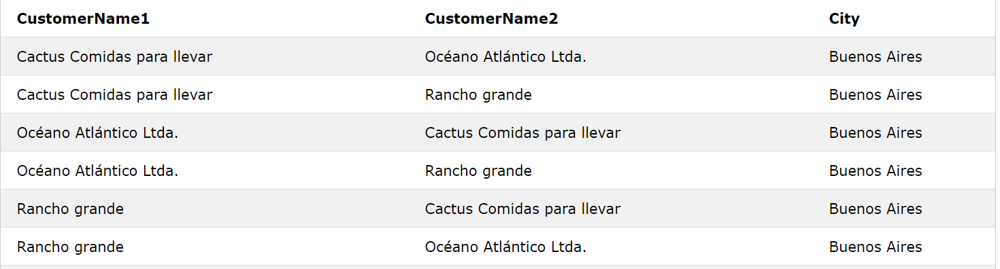 CustomerName1 CustomerName2 City
Cactus Comidas para llevar Océano Atlántico Ltda. Buenos Aires
Cactus Comidas para llevar Rancho grande Buenos Aires
Océano Atlántico Ltda. Cactus Comidas para llevar Buenos Aires
Océano Atlántico Ltda. Rancho grande Buenos Aires
Rancho grande Cactus Comidas para llevar Buenos Aires
Rancho grande Océano Atlántico Ltda. Buenos Aires